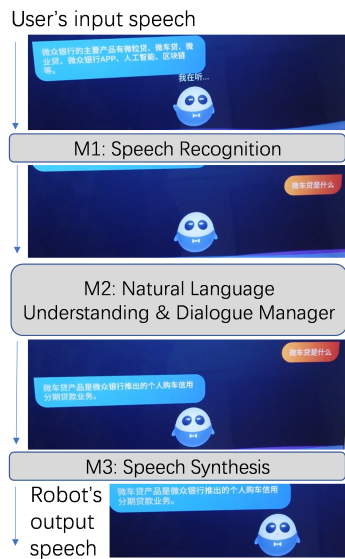 User's input speech
微众银行的主要产品有微粒贷、微车贷、微
业贷、微众银行APP、人工智能、区块链
等。
我在听...
M1: Speech Recognition
微车贷是什么
M2: Natural Language
Understanding & Dialogue Manager
微车贷是什么
微车贷产品是微众银行推出的个人购车信用
分期贷款业务。
M3: Speech Synthesis
Robot's
output
speech
微车贷产品是微众银行推出的个人购车信用
分期贷款业务。